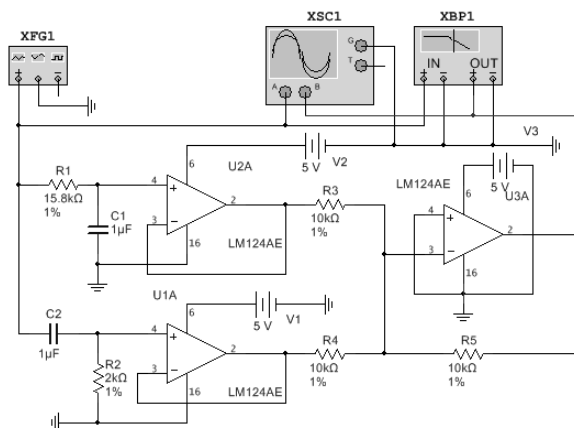 XFG1
XSC1
XBP1
G
T
A
B
IN
OUT
V3
V2
5 V
U2A
R1
15.8kΩ
1%
C1
1µF
4
3
6
2
16
LM124AE
R3
10kΩ
1%
LM124AE
5 V
U3A
4
3
6
2
16
U1A
V1
5 V
C2
1µF
R2
2kΩ
1%
4
3
6
2
16
LM124AE
R4
10kΩ
1%
R5
10kΩ
1%